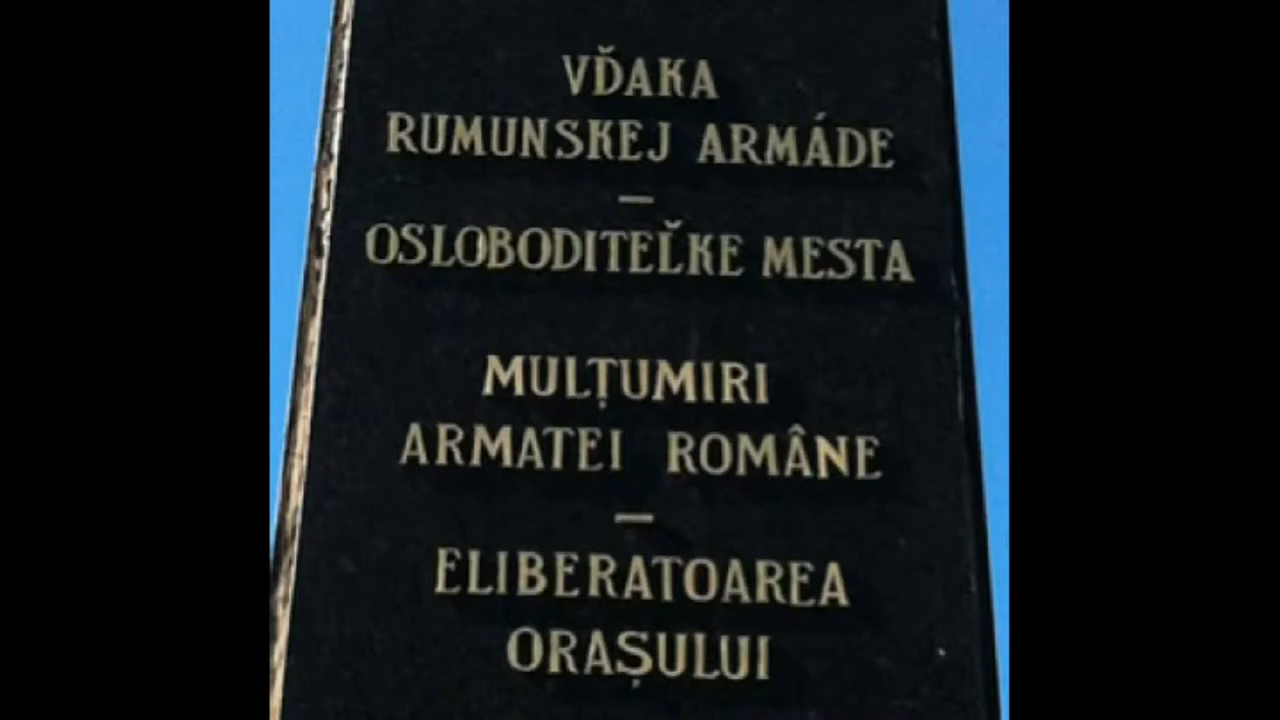 VĎAKA
RUMUNSKEJ ARMÁDE
—
OSLOBODITEĽKE MESTA
MULȚUMIRI
ARMATEI ROMÂNE
—
ELIBERATOAREA
ORAȘULUI